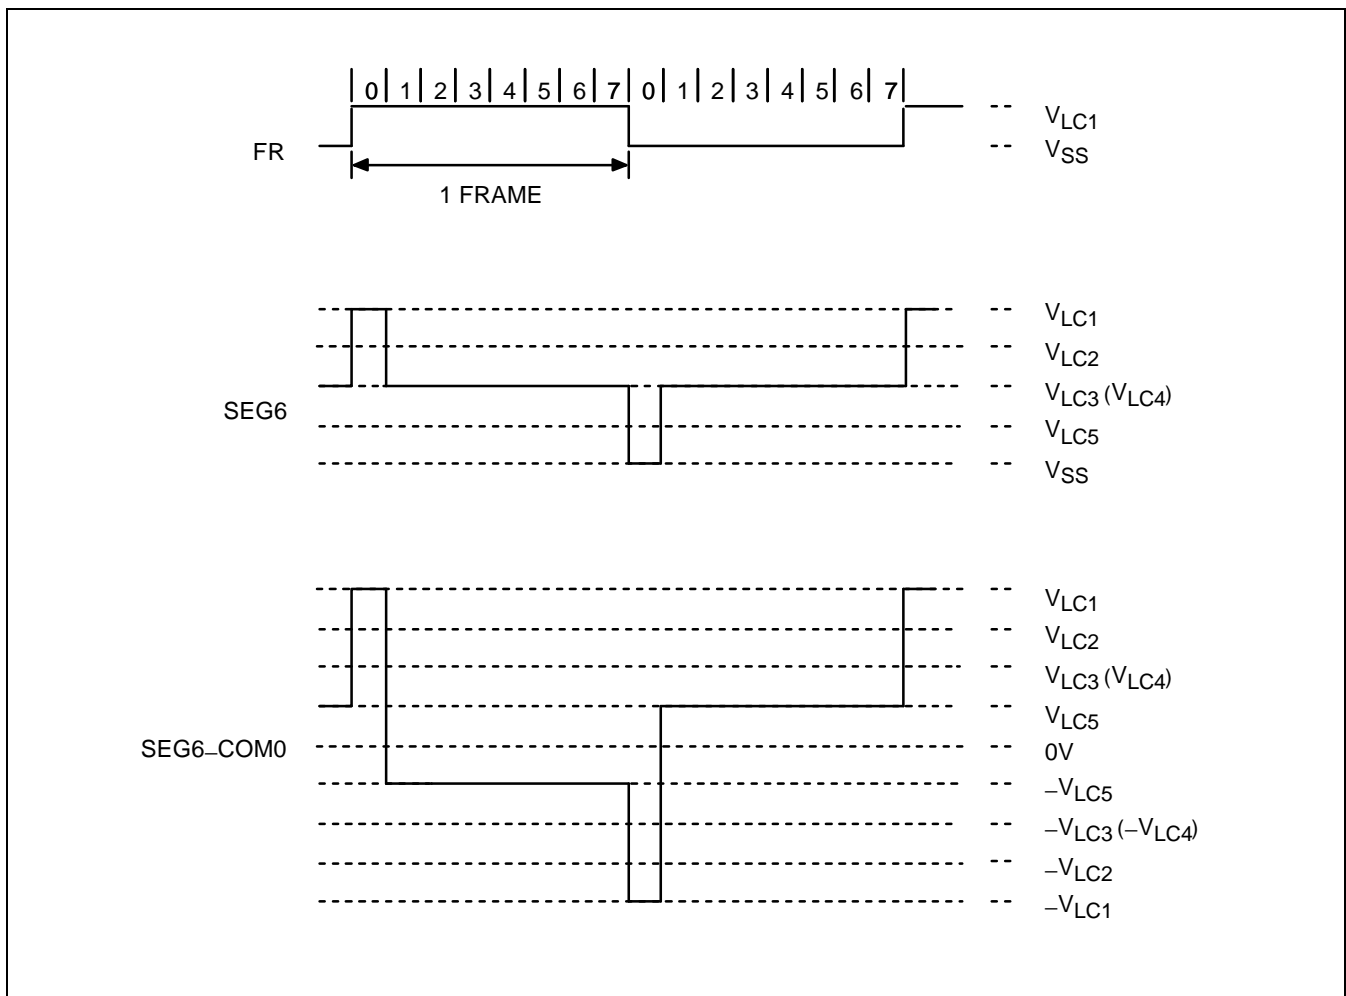 0 1 2 3 4 5 6 7 0 1 2 3 4 5 6 7
VLC1
FR
VSS
1 FRAME
VLC1
VLC2
VLC3 (VLC4)
SEG6
VLC5
VSS
VLC1
VLC2
VLC3 (VLC4)
VLC5
SEG6–COM0
0V
–VLC5
–VLC3 (–VLC4)
–VLC2
–VLC1